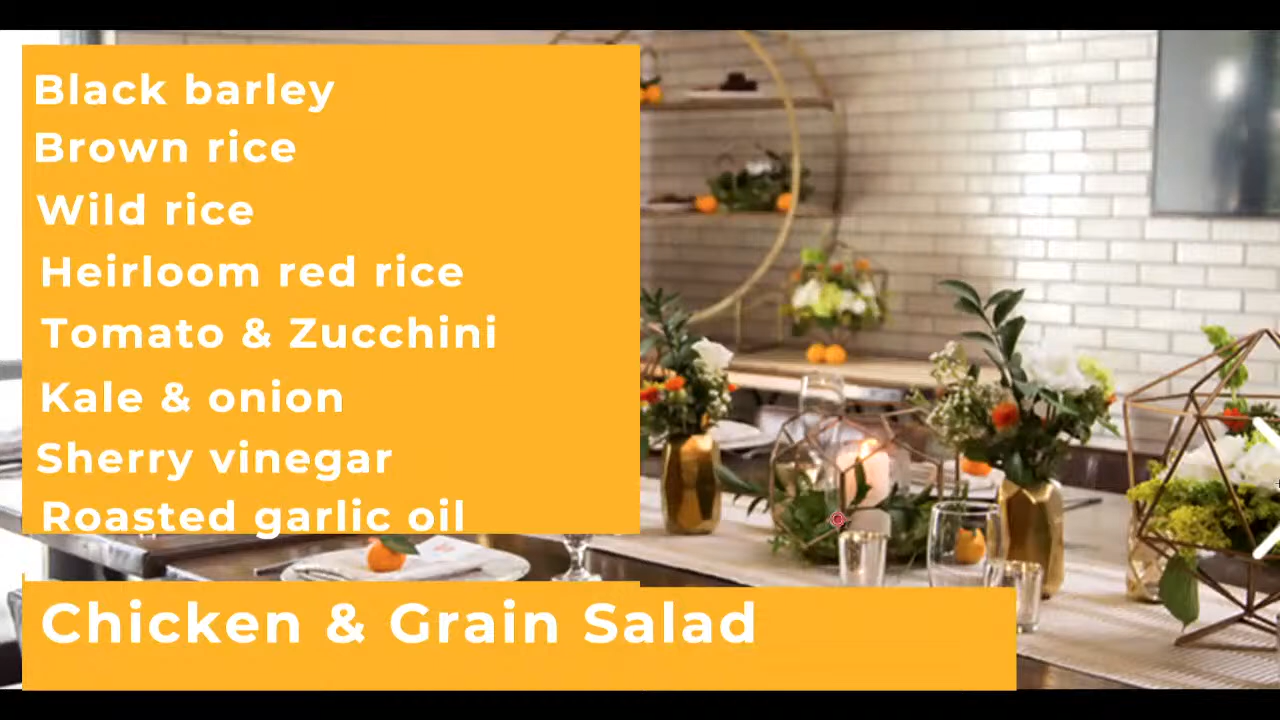 Black barley
Brown rice
Wild rice
Heirloom red rice
Tomato & Zucchini
Kale & onion
Sherry vinegar
Roasted garlic oil
Chicken & Grain Salad